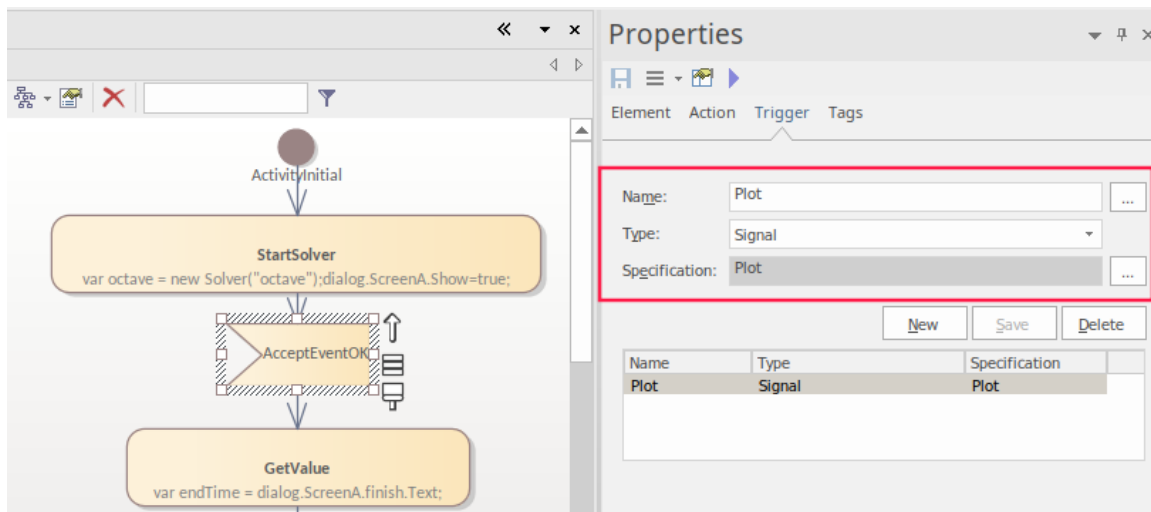 Properties
Element Action Trigger Tags
ActivityInitial
StartSolver
var octave = new Solver("octave");dialog.ScreenA.Show=true;
AcceptEventOK
GetValue
var endTime = dialog.ScreenA.finish.Text;
Name: Plot ...
Type: Signal
Specification: Plot ...
New Save Delete
Name Type Specification
Plot Signal Plot